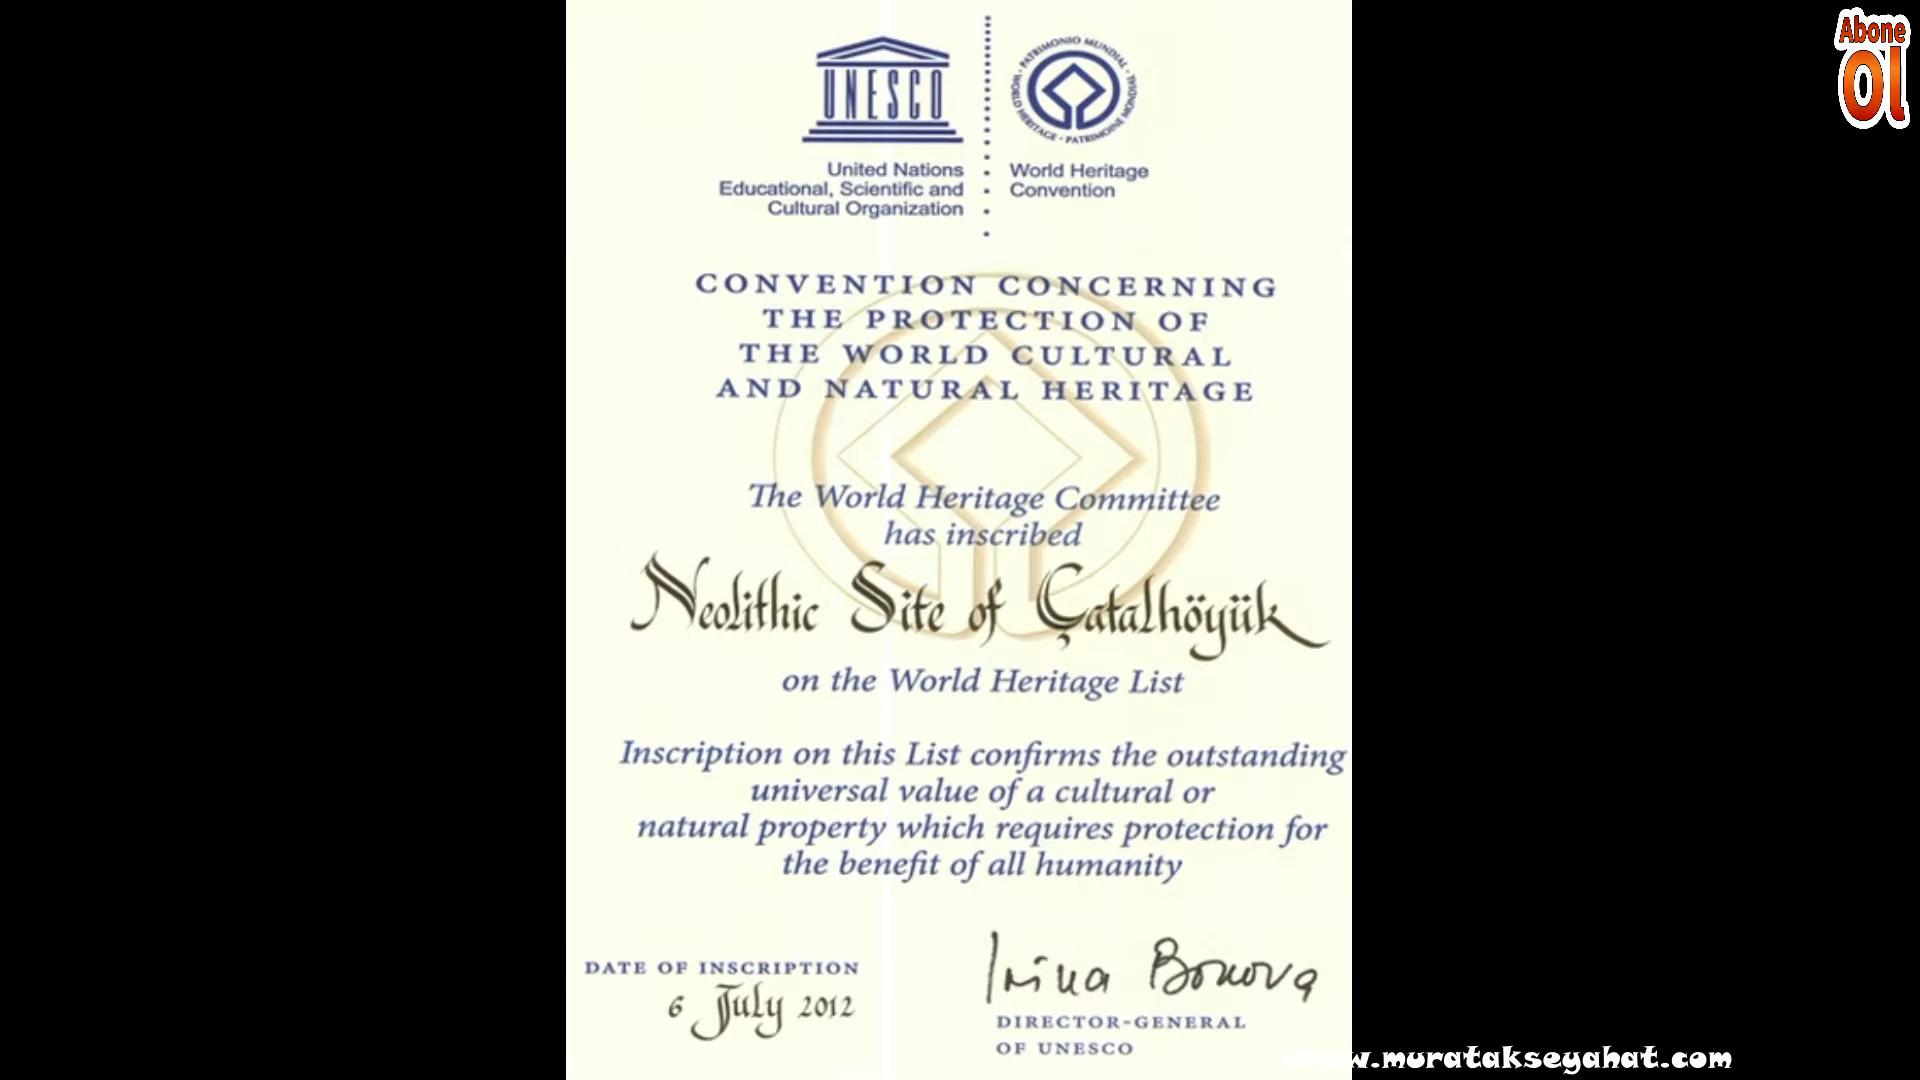 Abone
Ol
UNESCO
PATRIMONIO MUNDIAL • WORLD HERITAGE • PATRIMOINE MONDIAL
United Nations
Educational, Scientific and
Cultural Organization
World Heritage
Convention
CONVENTION CONCERNING
THE PROTECTION OF
THE WORLD CULTURAL
AND NATURAL HERITAGE
The World Heritage Committee
has inscribed
Neolithic Site of Çatalhöyük
on the World Heritage List
Inscription on this List confirms the outstanding
universal value of a cultural or
natural property which requires protection for
the benefit of all humanity
DATE OF INSCRIPTION
6 July 2012
Irina Bokova
DIRECTOR-GENERAL
OF UNESCO
www.muratakseyahat.com